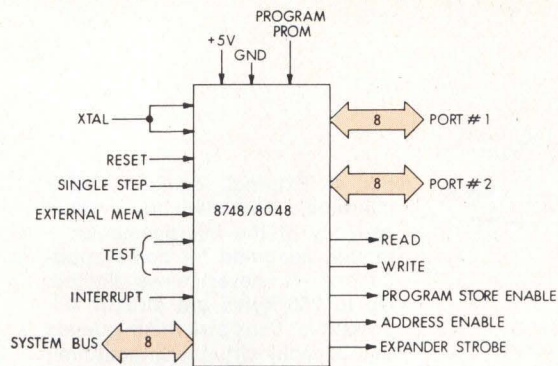 PROGRAM
PROM
+5V
GND
XTAL
RESET
SINGLE STEP
EXTERNAL MEM
TEST
INTERRUPT
SYSTEM BUS
8
8748/8048
8
PORT #1
8
PORT #2
READ
WRITE
PROGRAM STORE ENABLE
ADDRESS ENABLE
EXPANDER STROBE